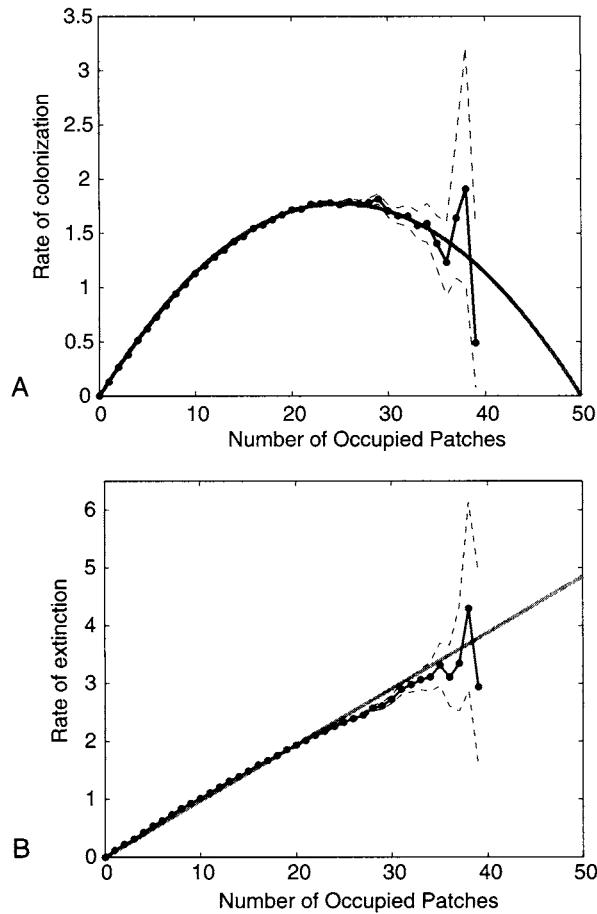 3.5
3
2.5
2
1.5
1
0.5
0
Rate of colonization
A
0 10 20 30 40 50
Number of Occupied Patches
6
5
4
3
2
1
0
Rate of extinction
B
0 10 20 30 40 50
Number of Occupied Patches